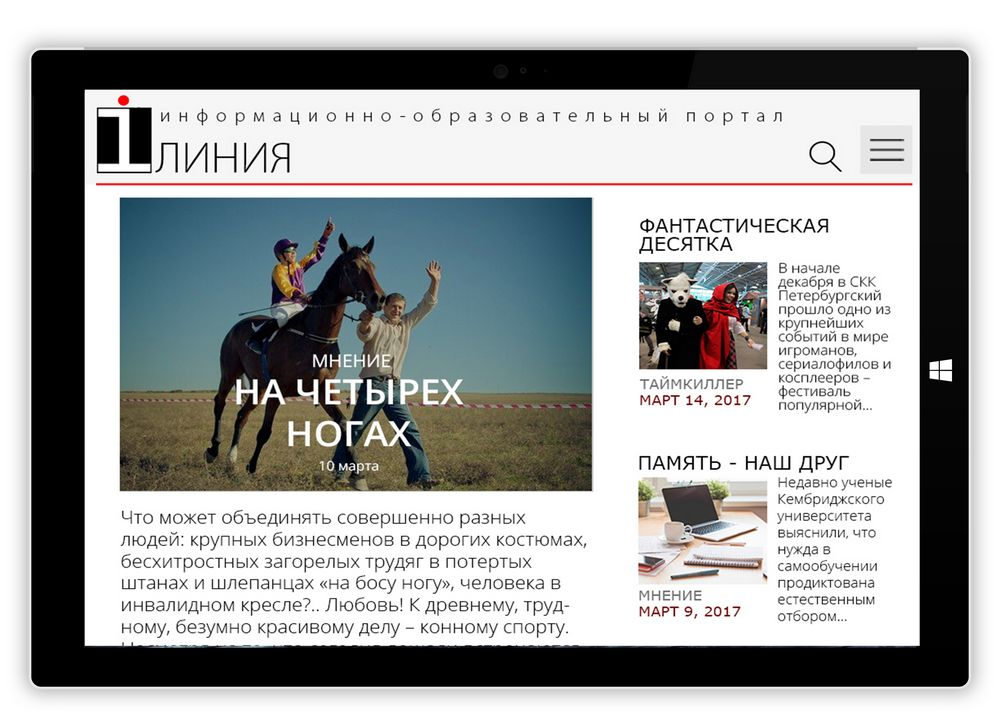 i
информационно-образовательный портал
ЛИНИЯ
МНЕНИЕ
НА ЧЕТЫРЕХ
НОГАХ
10 марта
Что может объединять совершенно разных
людей: крупных бизнесменов в дорогих костюмах,
бесхитростных загорелых трудяг в потертых
штанах и шлепанцах «на босу ногу», человека в
инвалидном кресле?.. Любовь! К древнему, труд-
ному, безумно красивому делу – конному спорту.
ФАНТАСТИЧЕСКАЯ
ДЕСЯТКА
В начале
декабря в СКК
Петербургский
прошло одно из
крупнейших
событий в мире
игроманов,
сериалофилов и
косплееров –
фестиваль
популярной...
ТАЙМКИЛЛЕР
МАРТ 14, 2017
ПАМЯТЬ - НАШ ДРУГ
Недавно ученые
Кембриджского
университета
выяснили, что
нужда в
самообучении
продиктована
естественным
отбором...
МНЕНИЕ
МАРТ 9, 2017